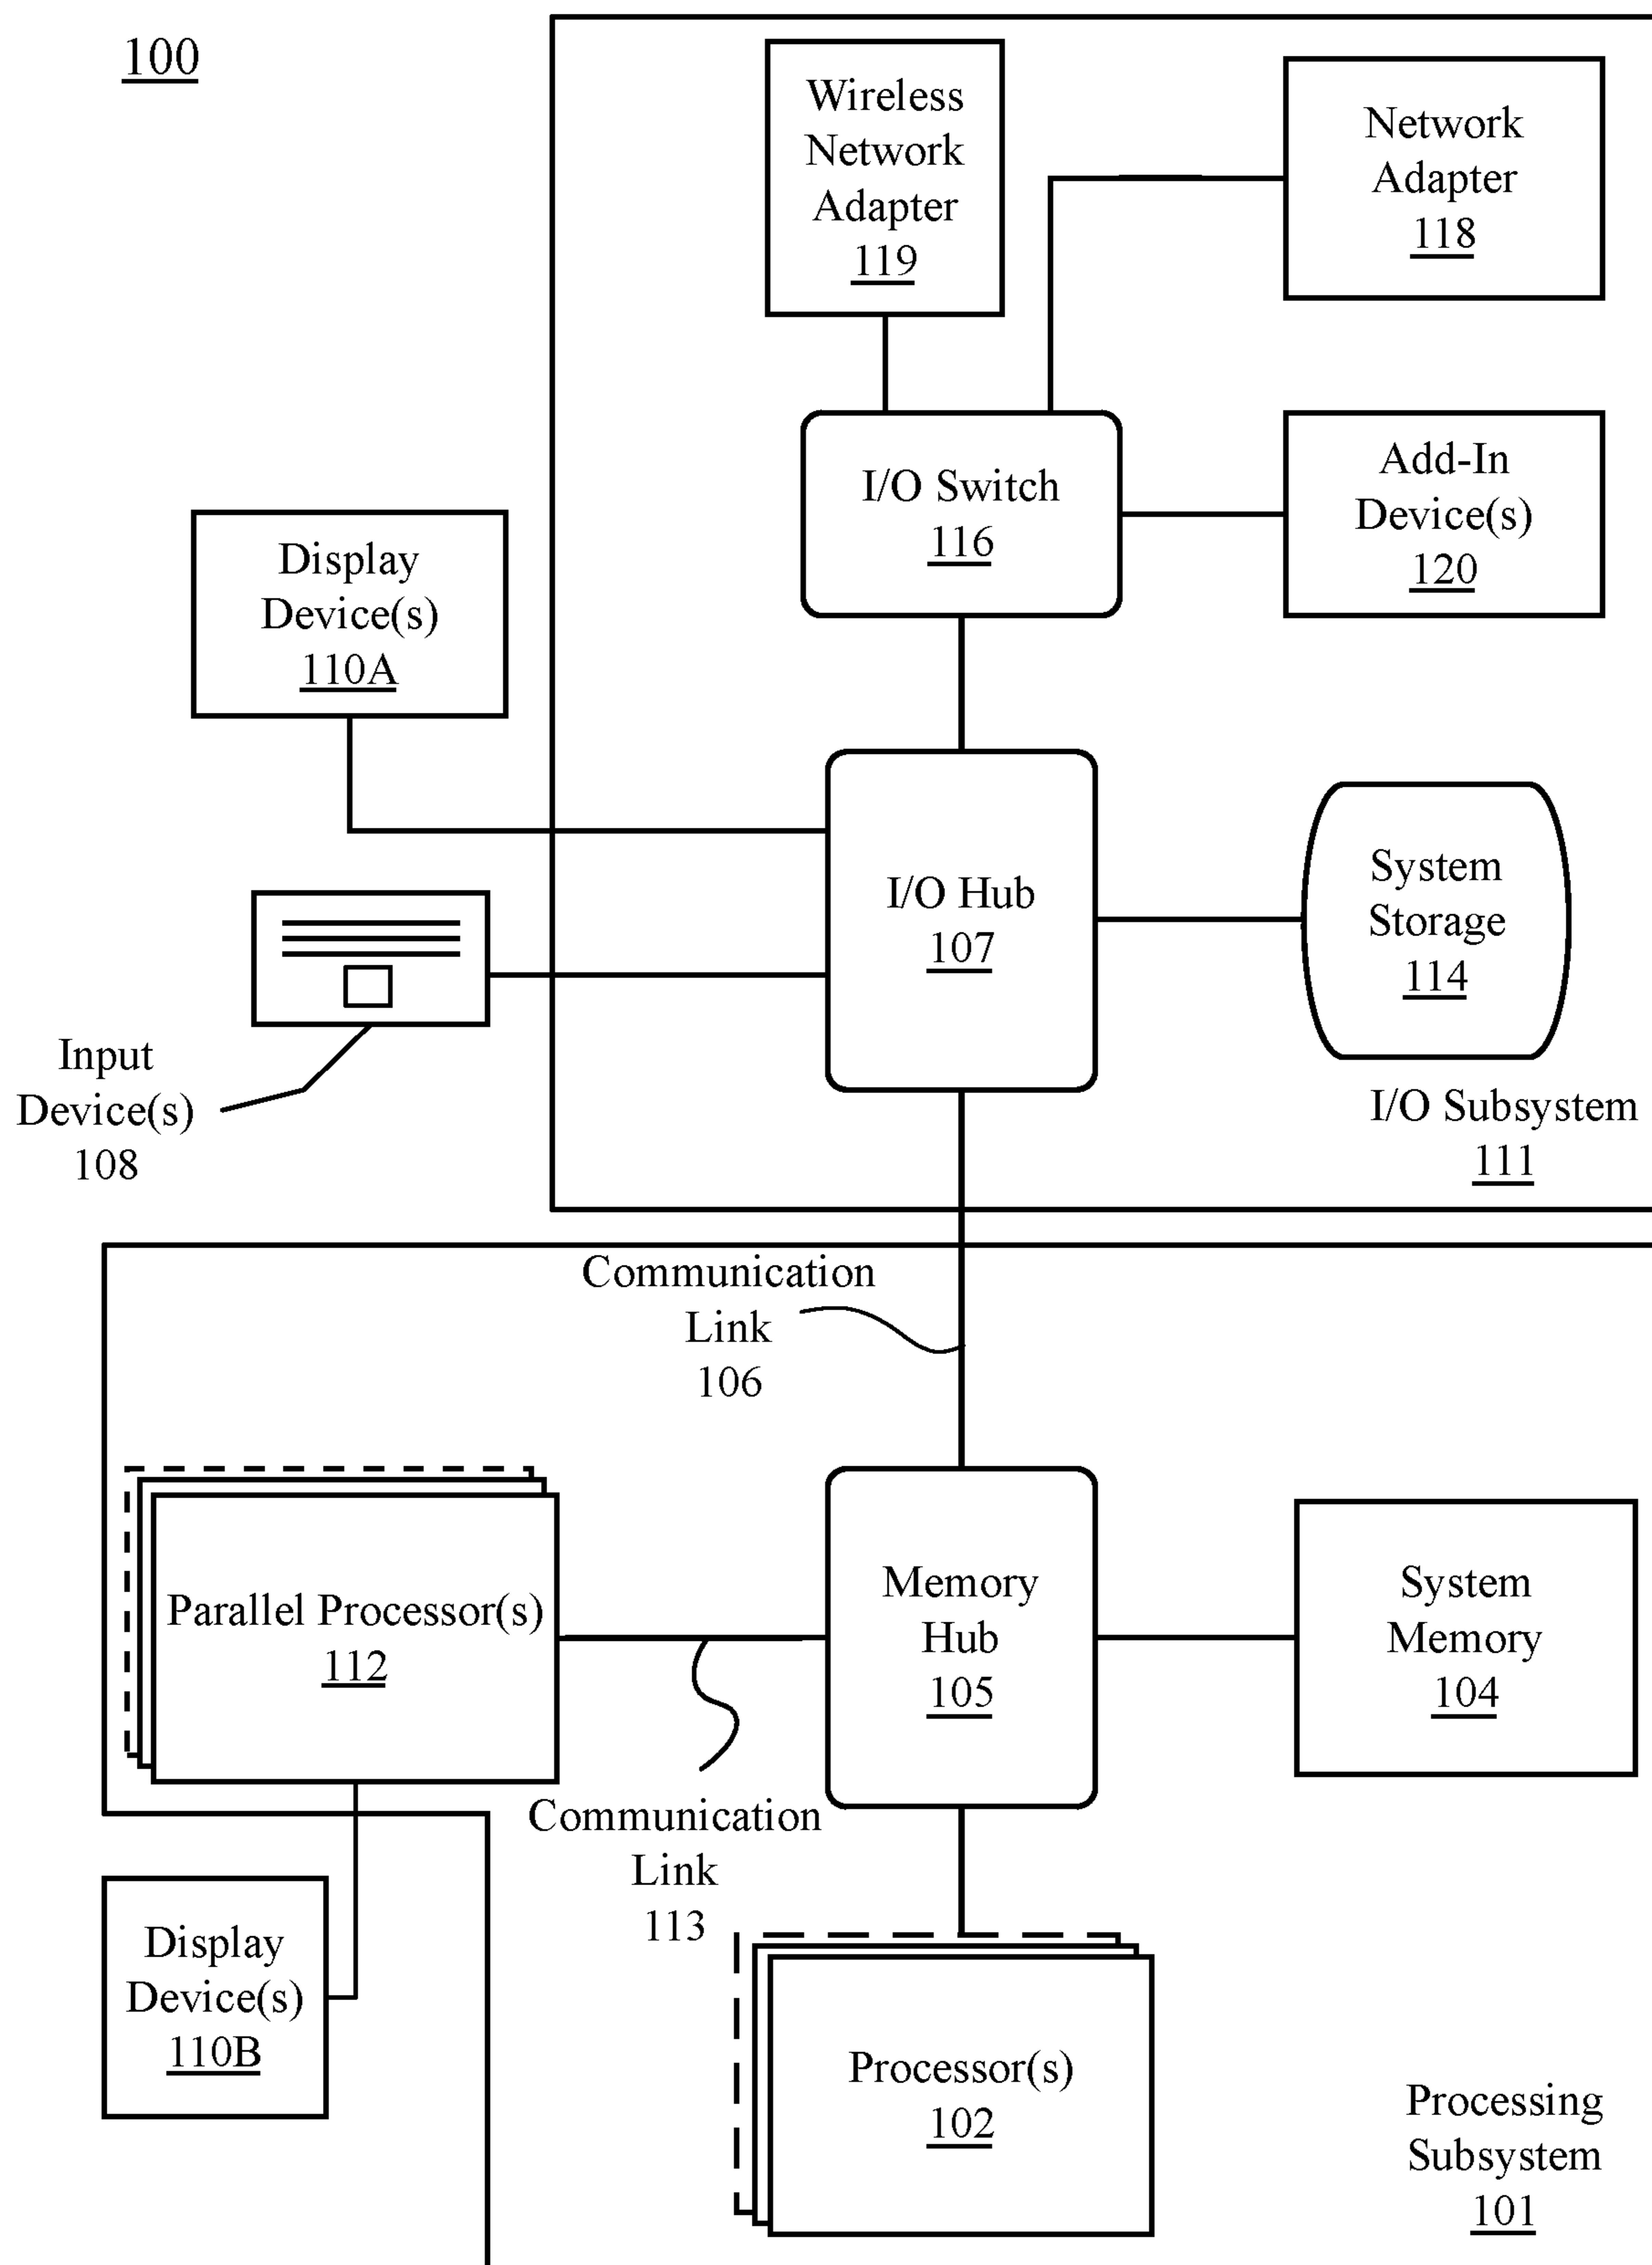 100
Wireless
Network
Adapter
119
Network
Adapter
118
I/O Switch
116
Add-In
Device(s)
120
Display
Device(s)
110A
I/O Hub
107
System
Storage
114
Input
Device(s)
108
I/O Subsystem
111
Communication
Link
106
Parallel Processor(s)
112
Memory
Hub
105
System
Memory
104
Communication
Link
113
Display
Device(s)
110B
Processor(s)
102
Processing
Subsystem
101